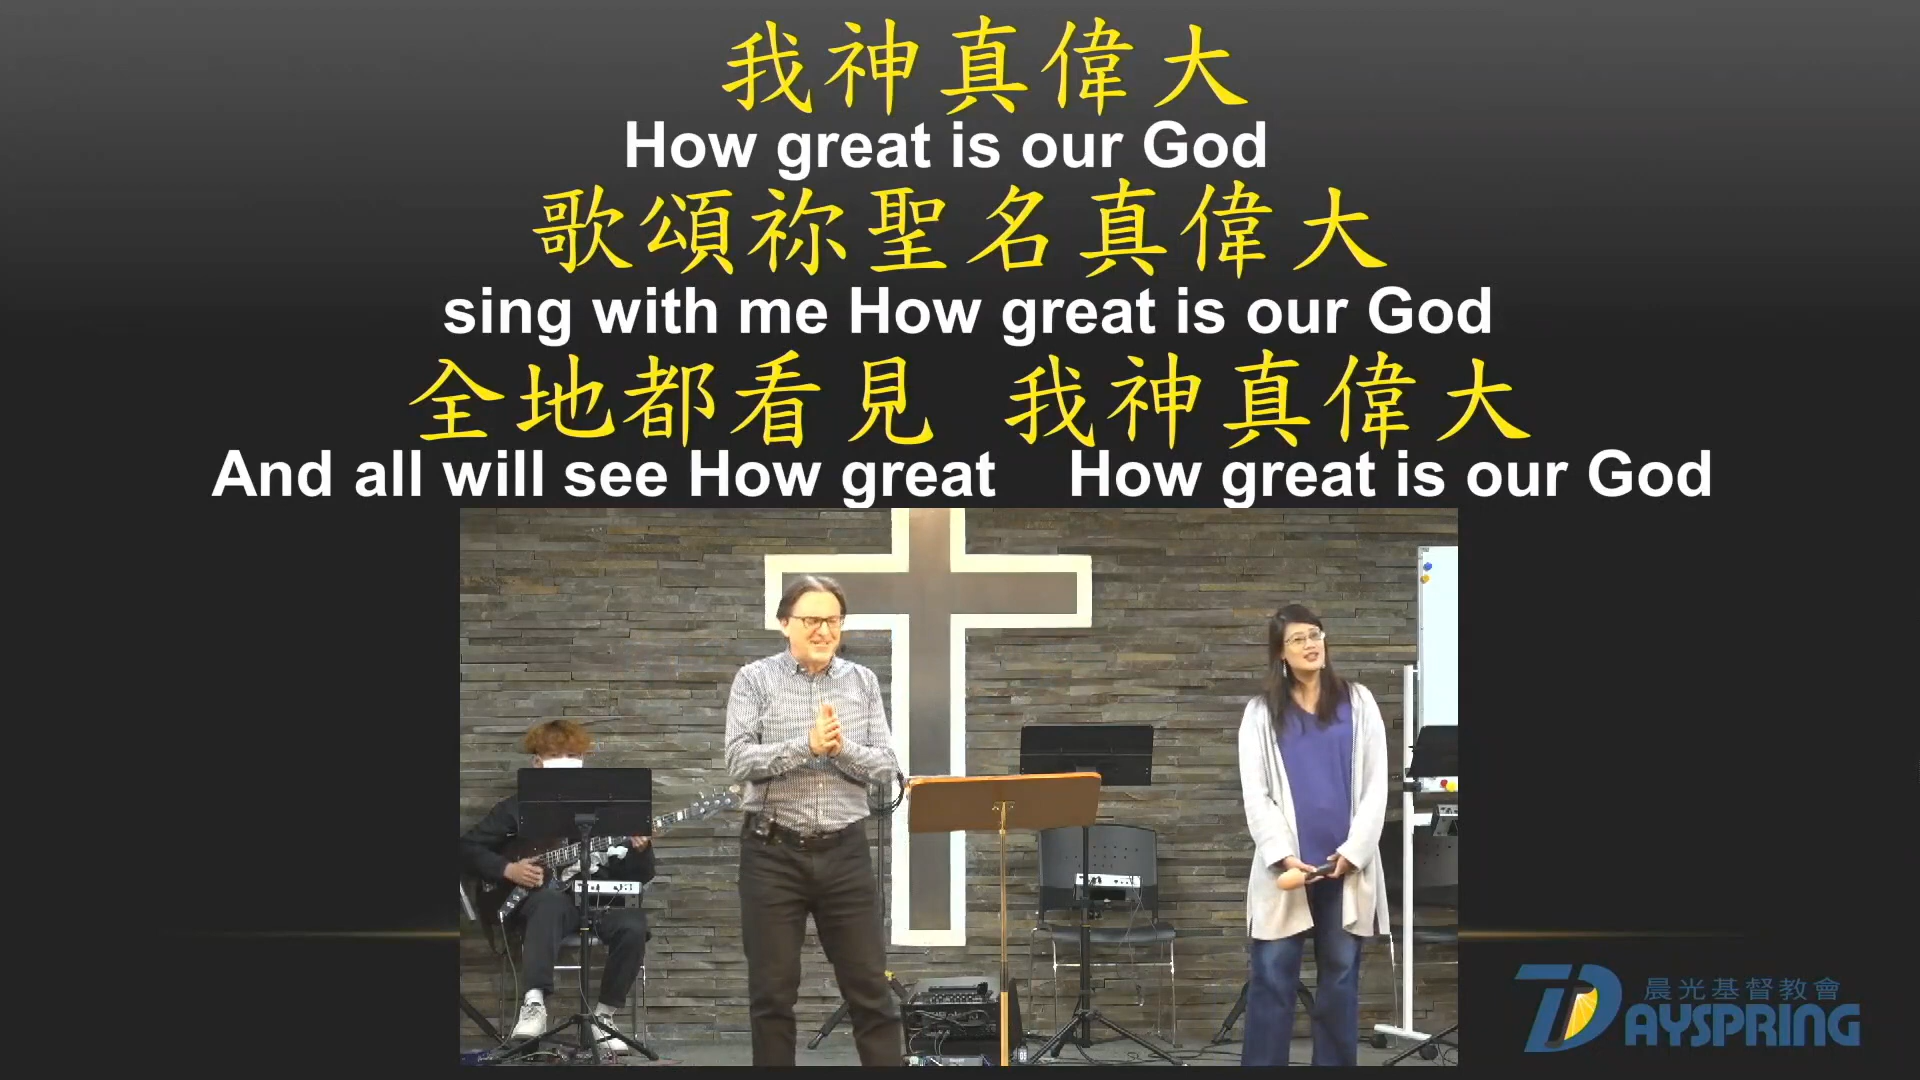 我神真偉大
How great is our God
歌頌祢聖名真偉大
sing with me How great is our God
全地都看見 我神真偉大
And all will see How great How great is our God
晨光基督教會
DAYSPRING